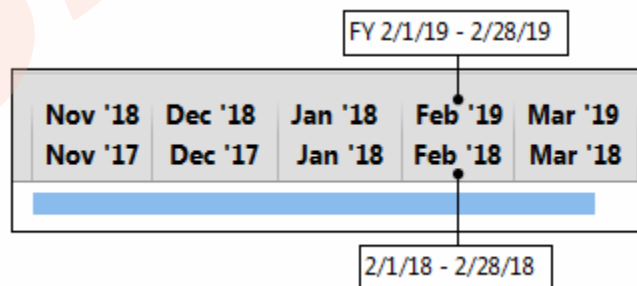 FY 2/1/19 - 2/28/19
Nov '18 Dec '18 Jan '18 Feb '19 Mar '19
Nov '17 Dec '17 Jan '18 Feb '18 Mar '18
2/1/18 - 2/28/18